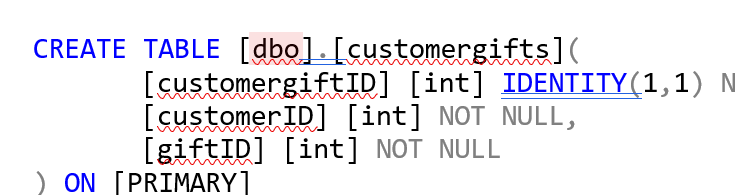 CREATE TABLE [dbo].[customergifts](
[customergiftID] [int] IDENTITY(1,1) N
[customerID] [int] NOT NULL,
[giftID] [int] NOT NULL
) ON [PRIMARY]